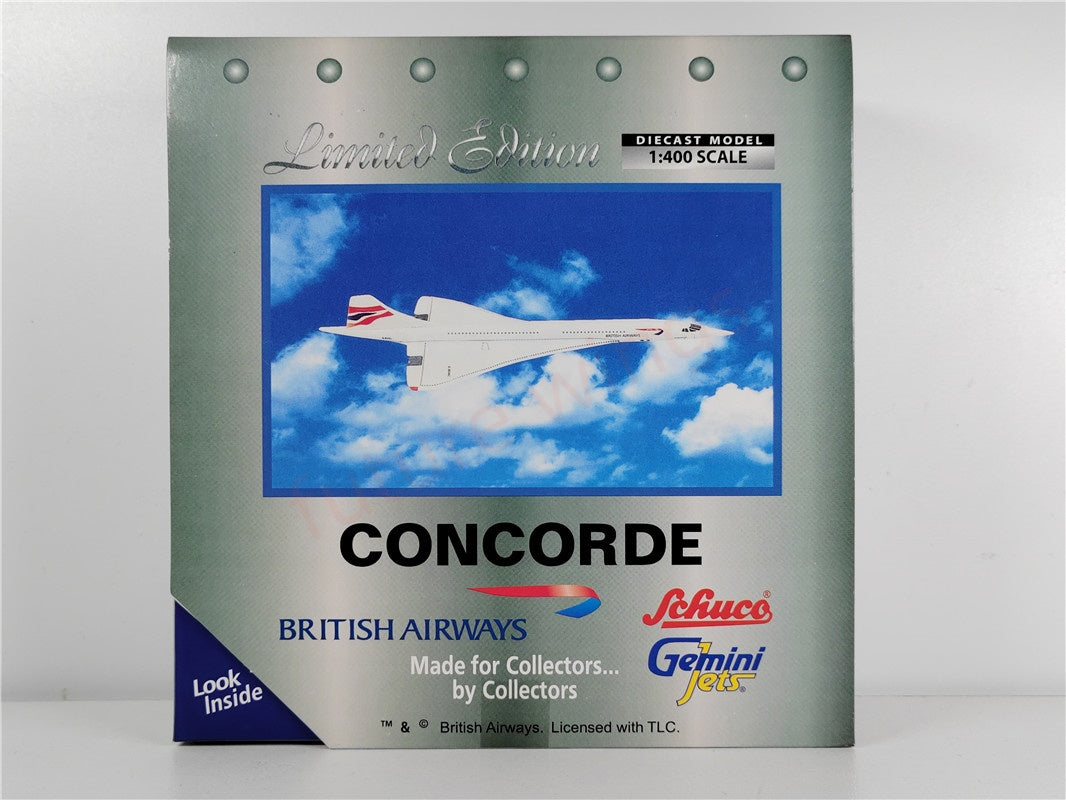 Limited Edition
DIECAST MODEL
1:400 SCALE
BRITISH AIRWAYS
CONCORDE
BRITISH AIRWAYS
Schuco®
Gemini
Jets®
Made for Collectors...
by Collectors
Look
Inside
™ & © British Airways. Licensed with TLC.